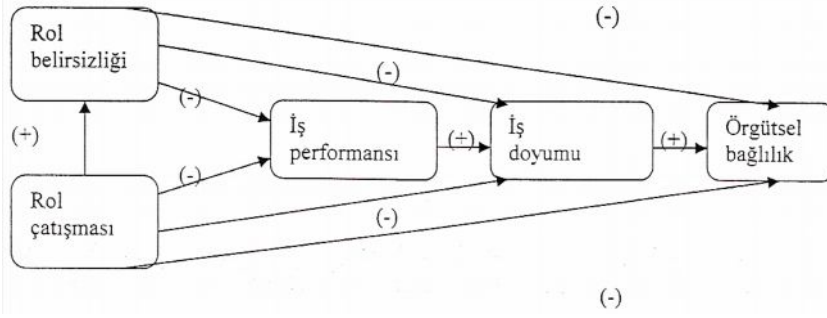 (-)
Rol
belirsizliği
(-)
(-)
(+)
İş
performansı
(+)
İş
doyumu
(+)
Örgütsel
bağlılık
(-)
Rol
çatışması
(-)
(-)